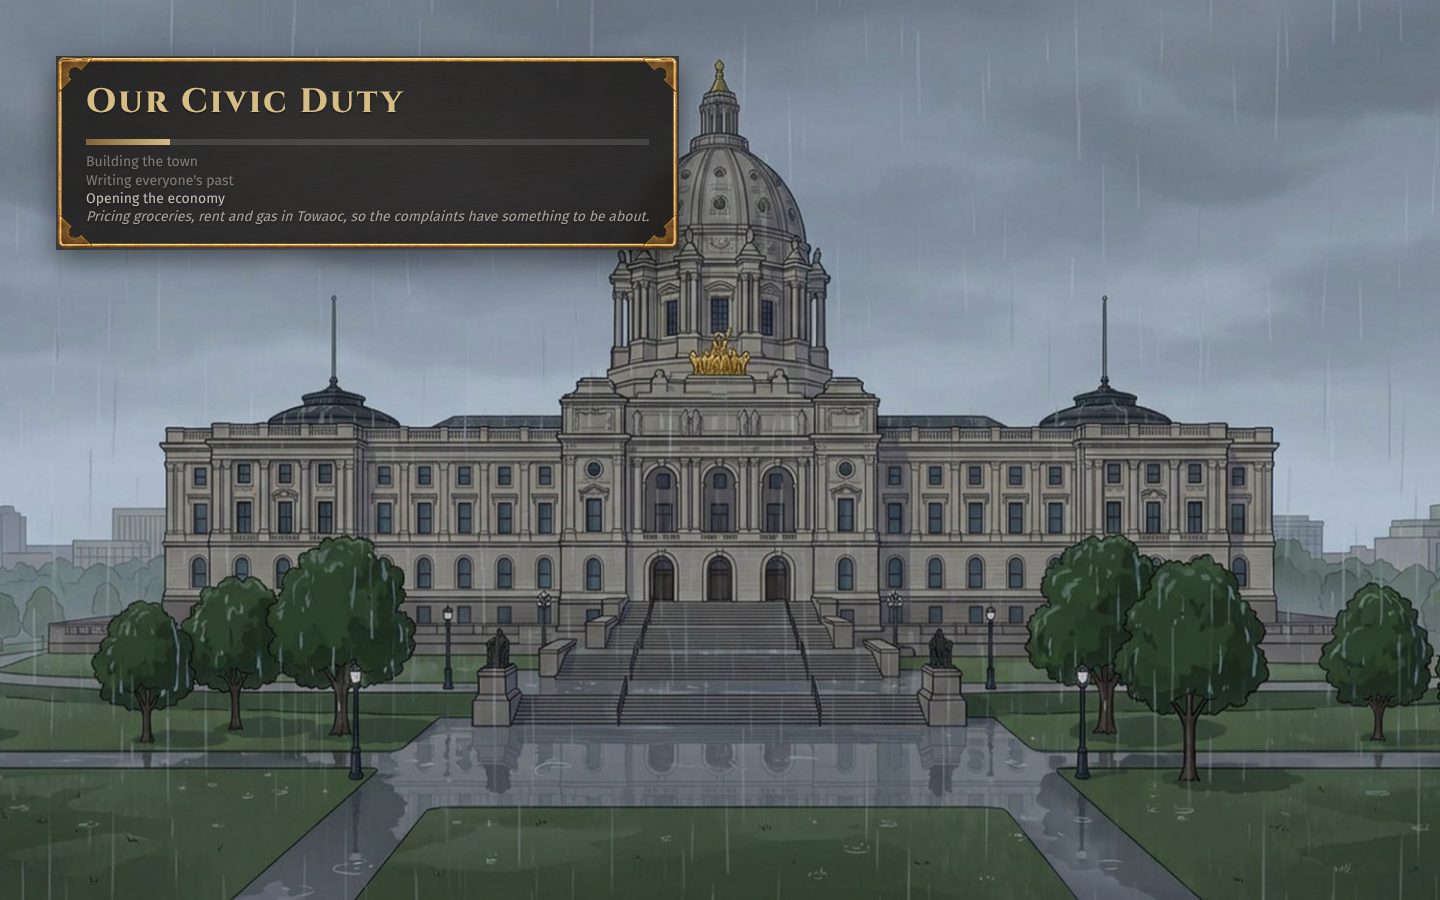 Our Civic Duty
Building the town
Writing everyone's past
Opening the economy
Pricing groceries, rent and gas in Towaoc, so the complaints have something to be about.